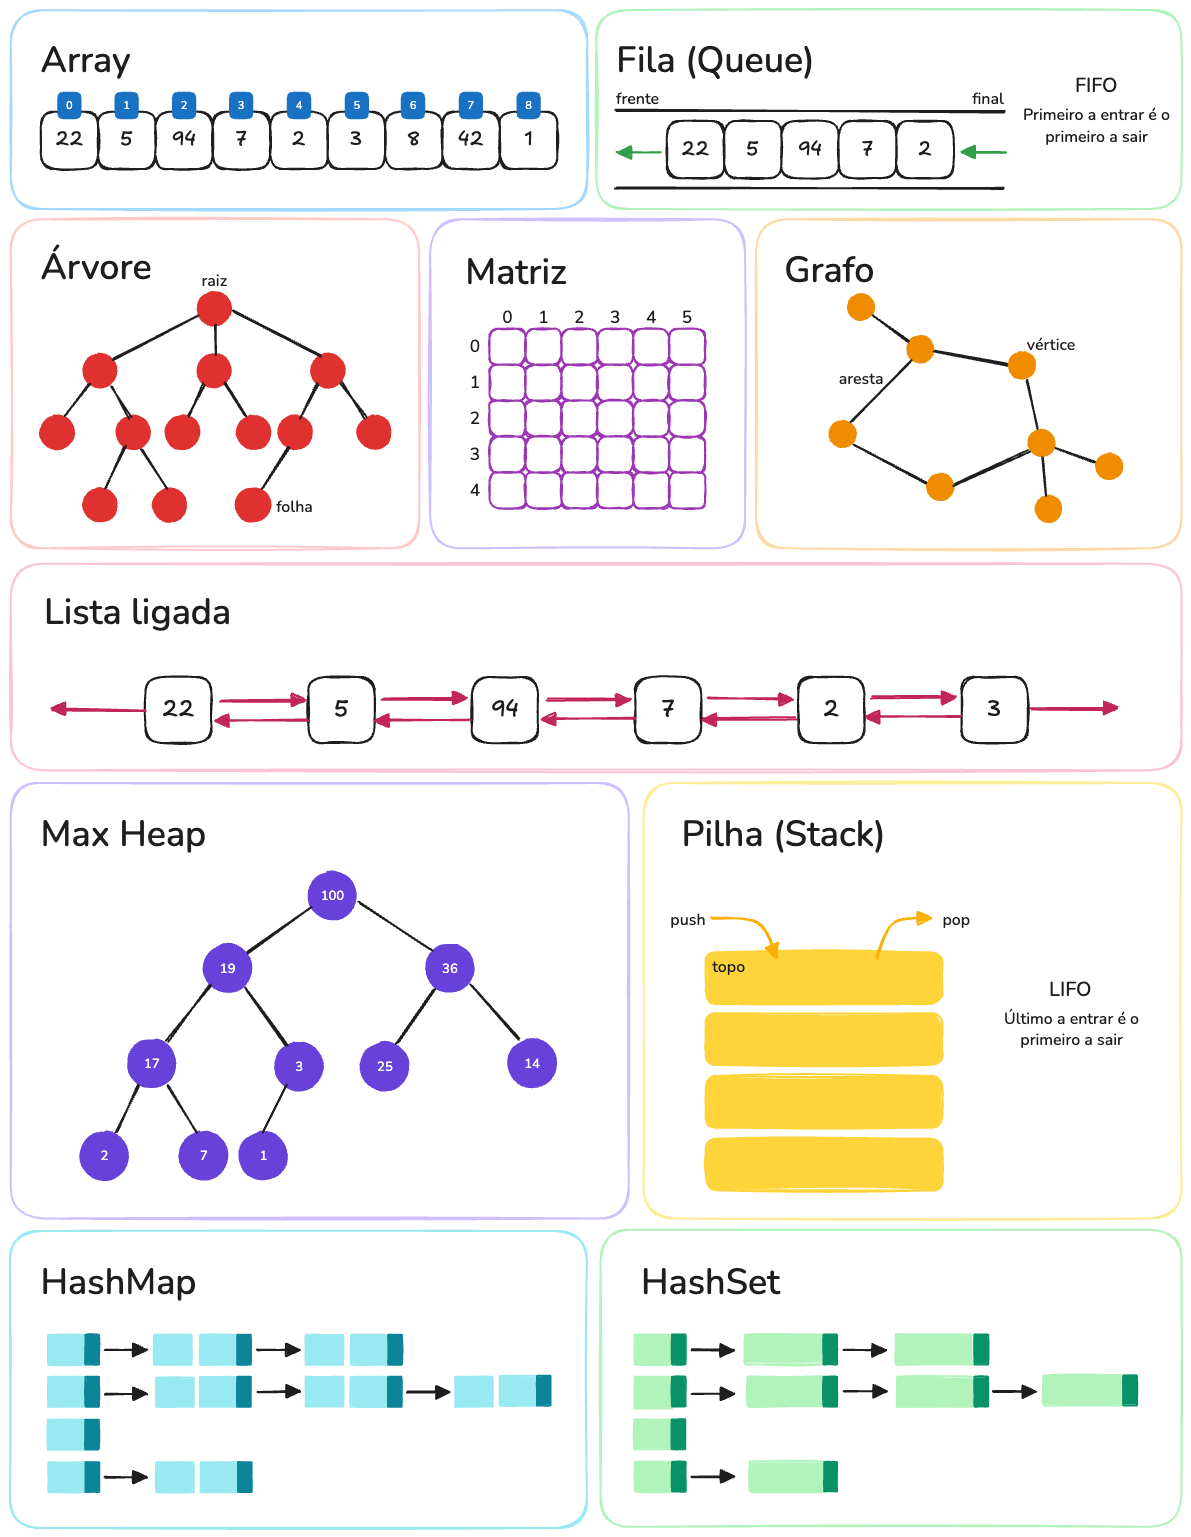 Array
0 1 2 3 4 5 6 7 8
22 5 94 7 2 3 8 42 1
Fila (Queue)
frente final
22 5 94 7 2
FIFO
Primeiro a entrar é o
primeiro a sair
Árvore
raiz
folha
Matriz
0 1 2 3 4 5
0
1
2
3
4
Grafo
vértice
aresta
Lista ligada
22 5 94 7 2 3
Max Heap
100
19 36
17 3 25 14
2 7 1
Pilha (Stack)
push pop
topo
LIFO
Último a entrar é o
primeiro a sair
HashMap
HashSet